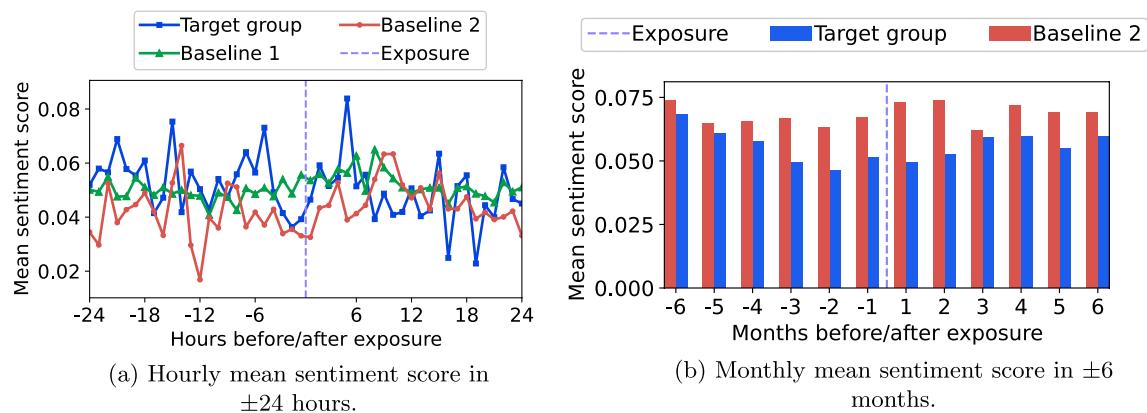 Target group
Baseline 2
Baseline 1
Exposure
Mean sentiment score
0.08
0.06
0.04
0.02
-24 -18 -12 -6 6 12 18 24
Hours before/after exposure
(a) Hourly mean sentiment score in
±24 hours.
Exposure
Target group
Baseline 2
Mean sentiment score
0.075
0.050
0.025
0.000
-6 -5 -4 -3 -2 -1 1 2 3 4 5 6
Months before/after exposure
(b) Monthly mean sentiment score in ±6
months.